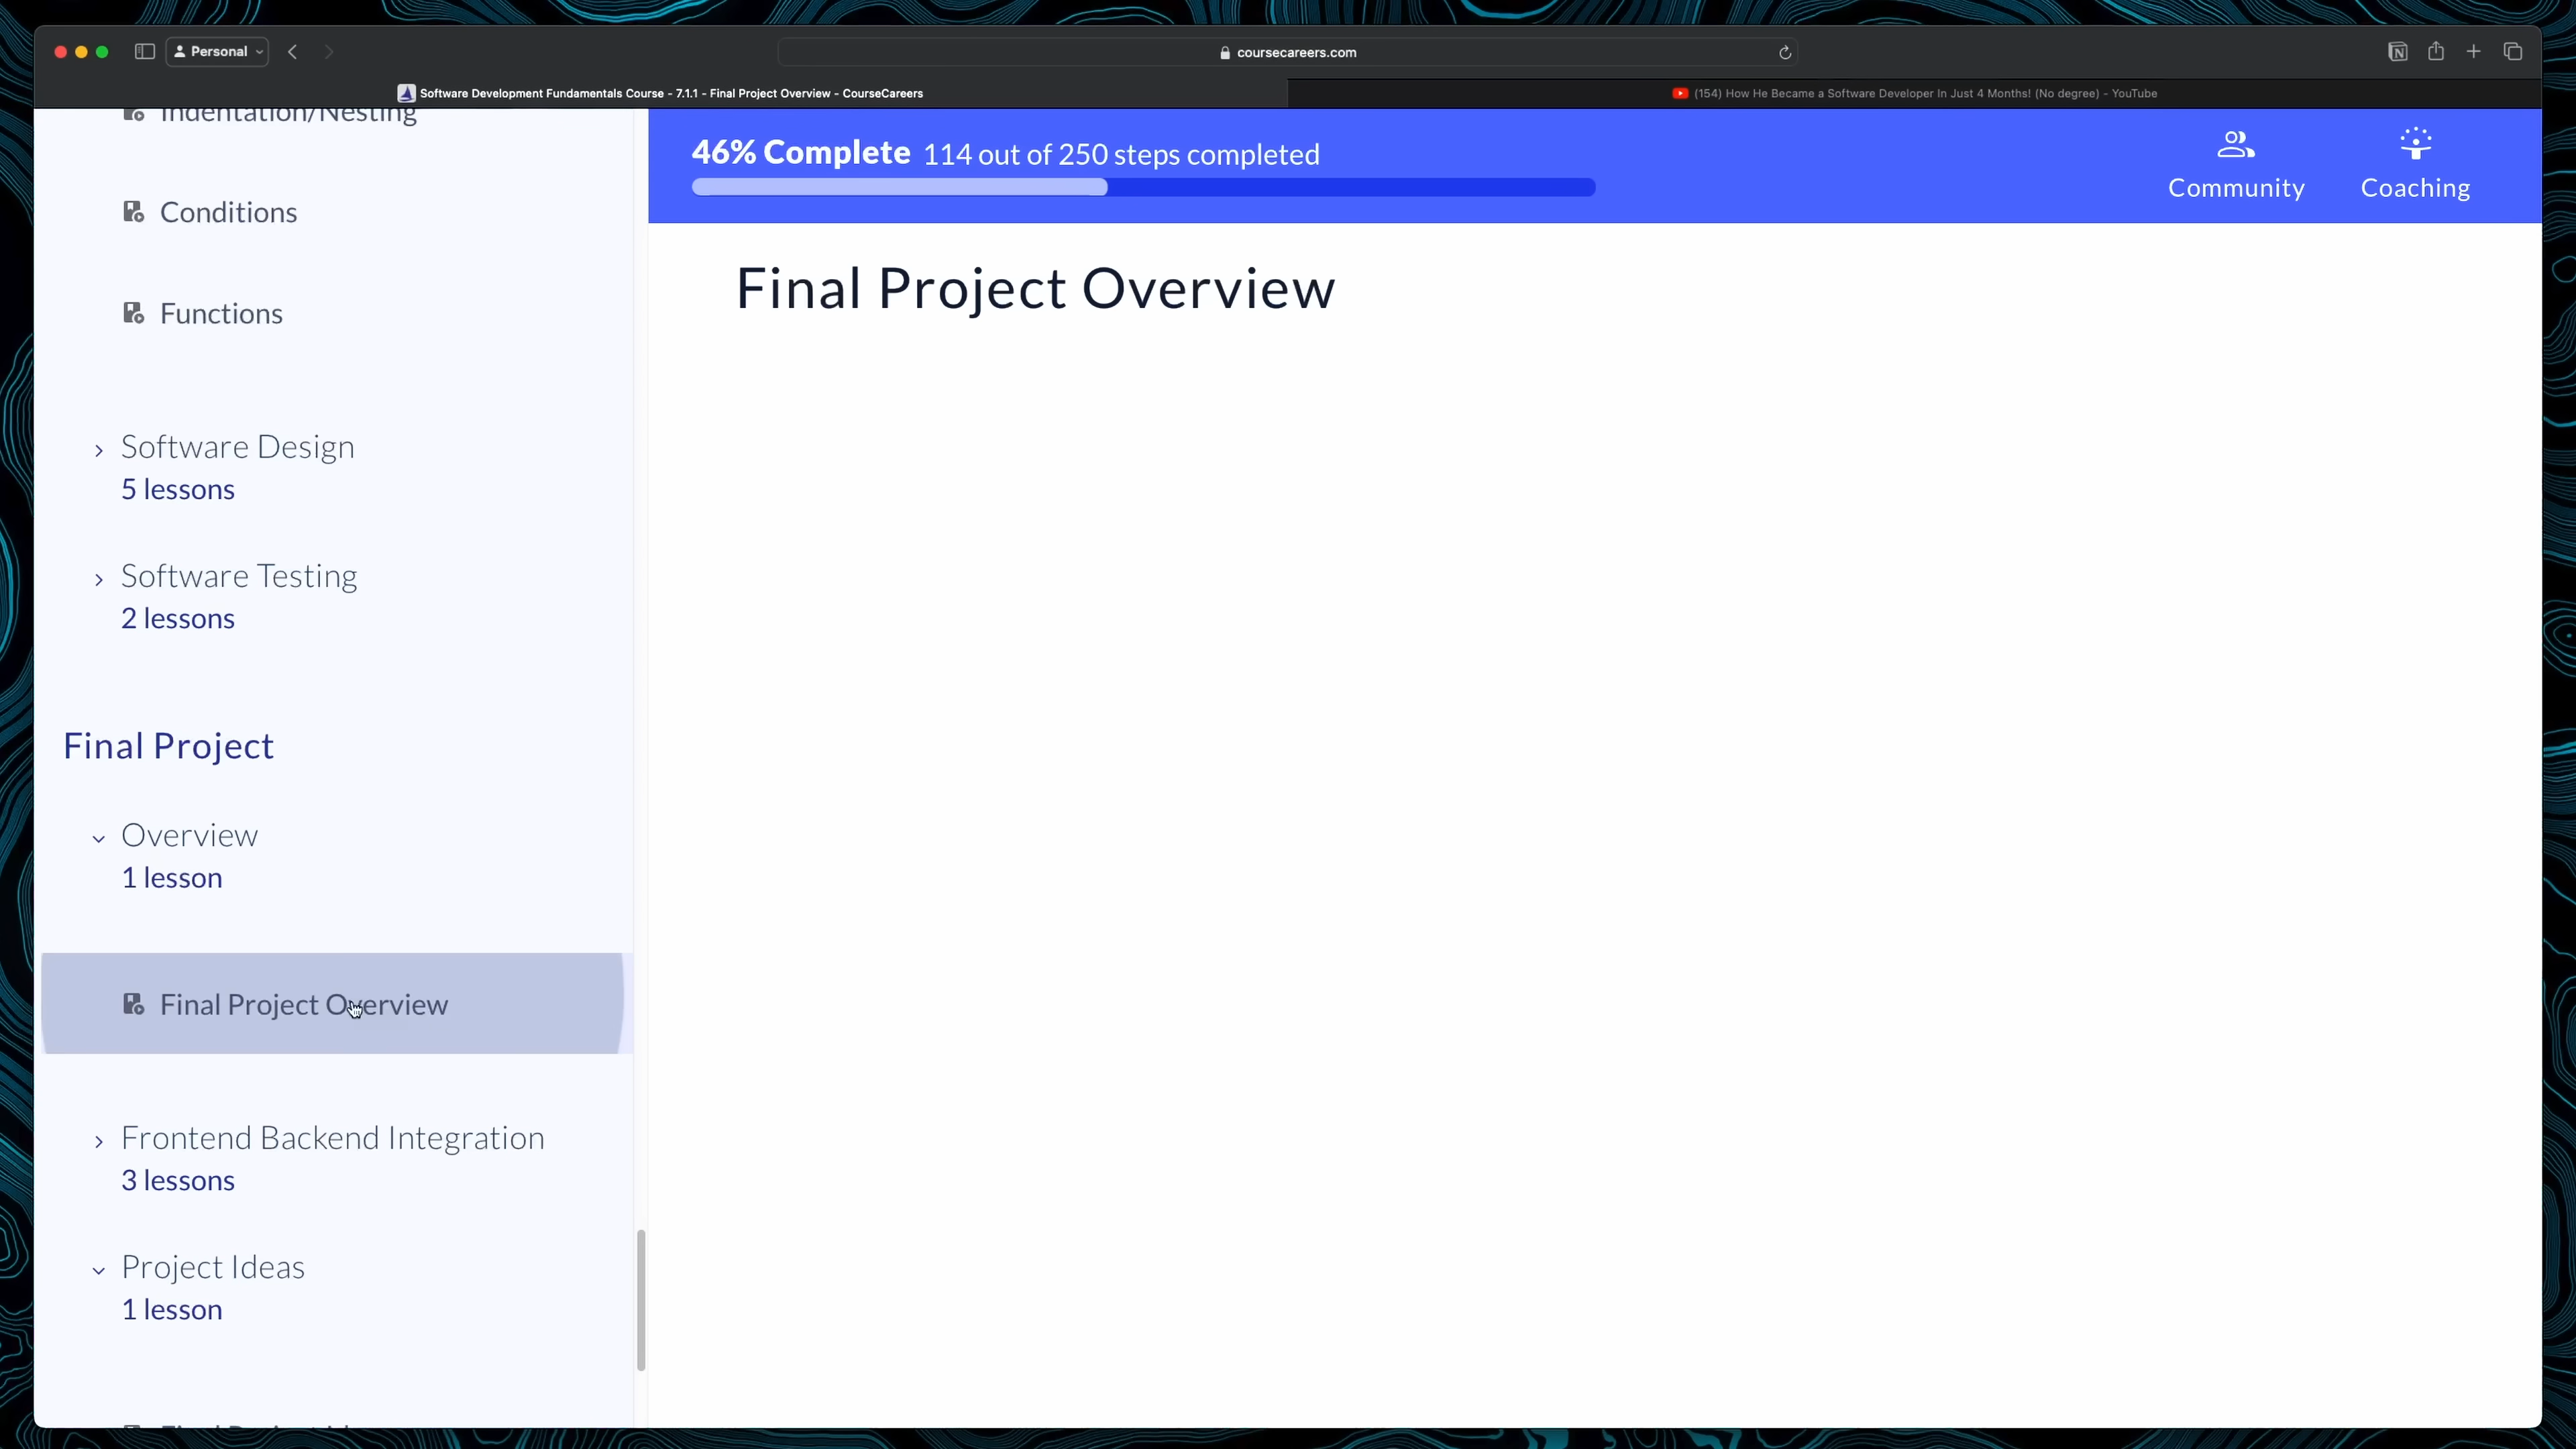 Personal
coursecareers.com
Software Development Fundamentals Course - 7.1.1 - Final Project Overview - CourseCareers
(154) How He Became a Software Developer In Just 4 Months! (No degree) - YouTube
Indentation/Nesting
Conditions
Functions
Software Design
5 lessons
Software Testing
2 lessons
Final Project
Overview
1 lesson
Final Project Overview
Frontend Backend Integration
3 lessons
Project Ideas
1 lesson
46% Complete 114 out of 250 steps completed
Community
Coaching
Final Project Overview